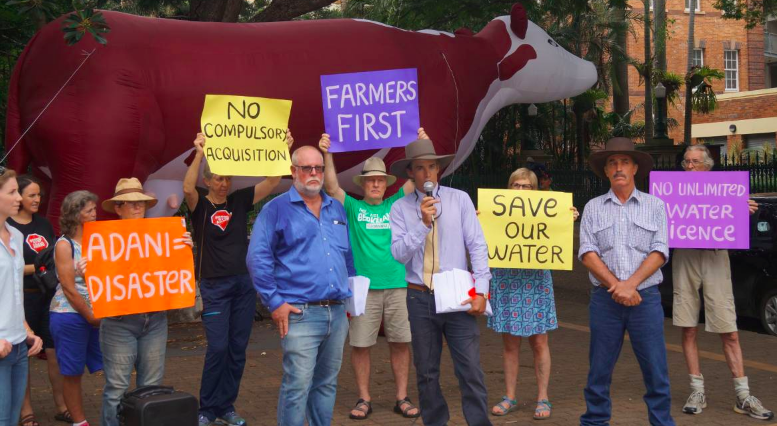 NO
COMPULSORY
ACQUISITION
FARMERS
FIRST
ADANI=
DISASTER
SAVE
OUR
WATER
NO UNLIMITED
WATER
LICENCE